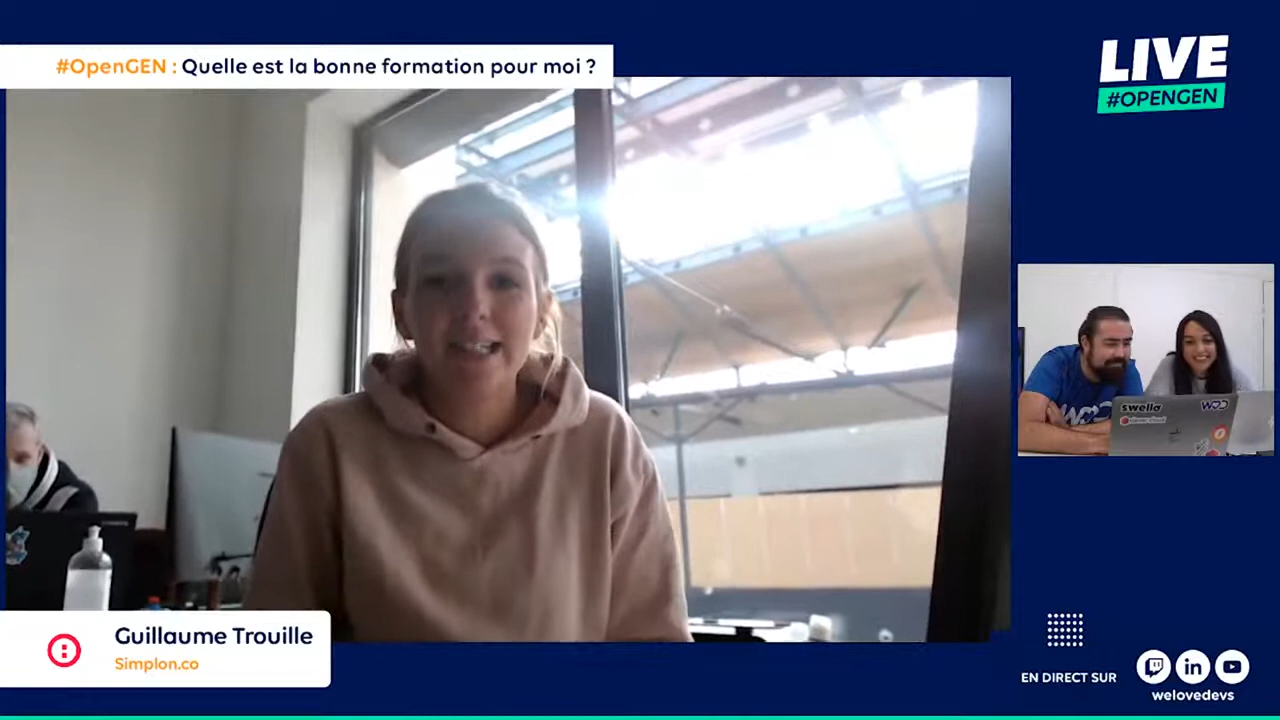 #OpenGEN : Quelle est la bonne formation pour moi ?
LIVE
#OPENGEN
swello
Guillaume Trouille
Simplon.co
EN DIRECT SUR
welovedevs